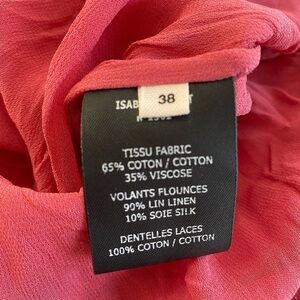 38
ISAB
TISSU FABRIC
65% COTON / COTTON
35% VISCOSE
VOLANTS FLOUNCES
90% LIN LINEN
10% SOIE SILK
DENTELLES LACES
100% COTON / COTTON